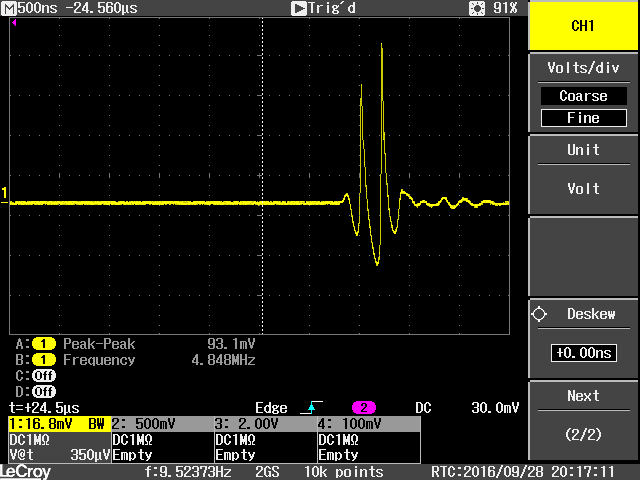 M 500ns -24.560µs Trig'd 91%
CH1
Volts/div
Coarse
Fine
Unit
Volt
1
Deskew
+0.00ns
Next
(2/2)
A: 1 Peak-Peak 93.1mV
B: 1 Frequency 4.848MHz
C: Off
D: Off
t=+24.5µs Edge 2 DC 30.0mV
1:16.8mV BW 2: 500mV 3: 2.00V 4: 100mV
DC1MΩ DC1MΩ DC1MΩ DC1MΩ
V@t 350µV Empty Empty Empty
LeCroy f:9.52373Hz 2GS 10k points RTC:2016/09/28 20:17:11